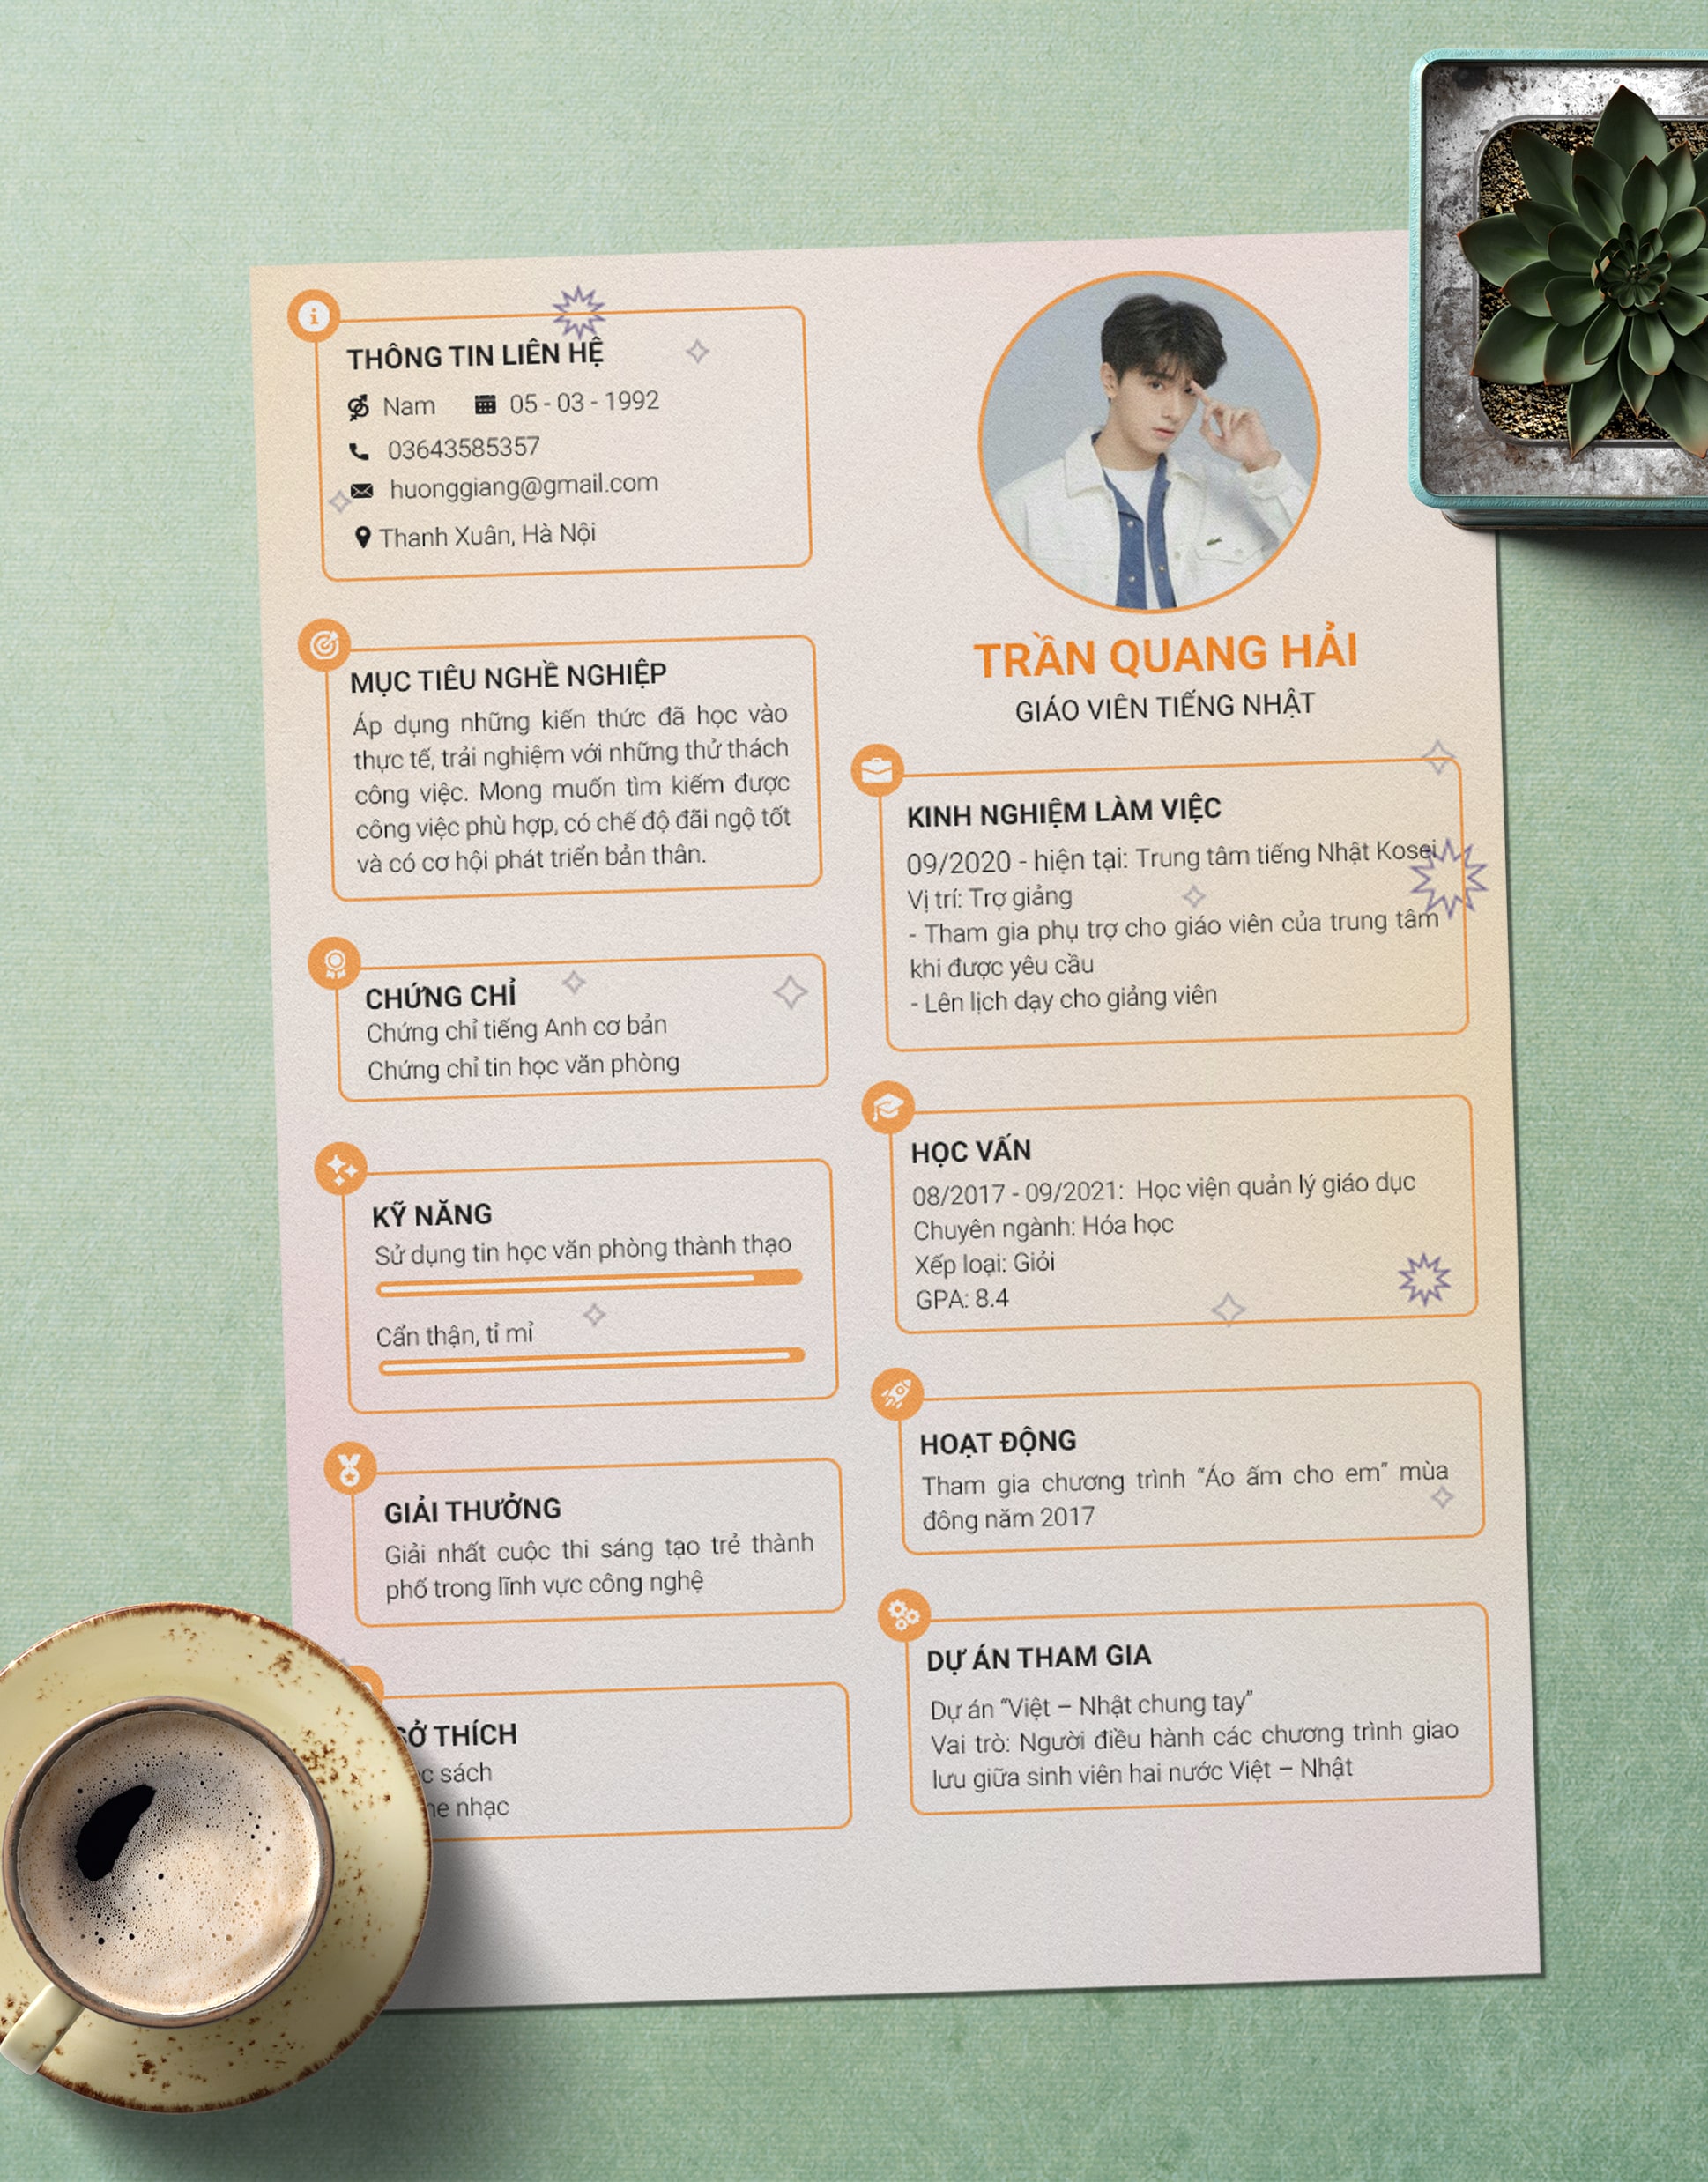 THÔNG TIN LIÊN HỆ
Nam 05 - 03 - 1992
03643585357
huonggiang@gmail.com
Thanh Xuân, Hà Nội
MỤC TIÊU NGHỀ NGHIỆP
Áp dụng những kiến thức đã học vào
thực tế, trải nghiệm với những thử thách
công việc. Mong muốn tìm kiếm được
công việc phù hợp, có chế độ đãi ngộ tốt
và có cơ hội phát triển bản thân.
CHỨNG CHỈ
Chứng chỉ tiếng Anh cơ bản
Chứng chỉ tin học văn phòng
KỸ NĂNG
Sử dụng tin học văn phòng thành thạo
Cẩn thận, tỉ mỉ
GIẢI THƯỞNG
Giải nhất cuộc thi sáng tạo trẻ thành
phố trong lĩnh vực công nghệ
SỞ THÍCH
sách
nhạc
TRẦN QUANG HẢI
GIÁO VIÊN TIẾNG NHẬT
KINH NGHIỆM LÀM VIỆC
09/2020 - hiện tại: Trung tâm tiếng Nhật Kosei
Vị trí: Trợ giảng
- Tham gia phụ trợ cho giáo viên của trung tâm
khi được yêu cầu
- Lên lịch dạy cho giảng viên
HỌC VẤN
08/2017 - 09/2021: Học viện quản lý giáo dục
Chuyên ngành: Hóa học
Xếp loại: Giỏi
GPA: 8.4
HOẠT ĐỘNG
Tham gia chương trình “Áo ấm cho em” mùa
đông năm 2017
DỰ ÁN THAM GIA
Dự án “Việt – Nhật chung tay”
Vai trò: Người điều hành các chương trình giao
lưu giữa sinh viên hai nước Việt – Nhật